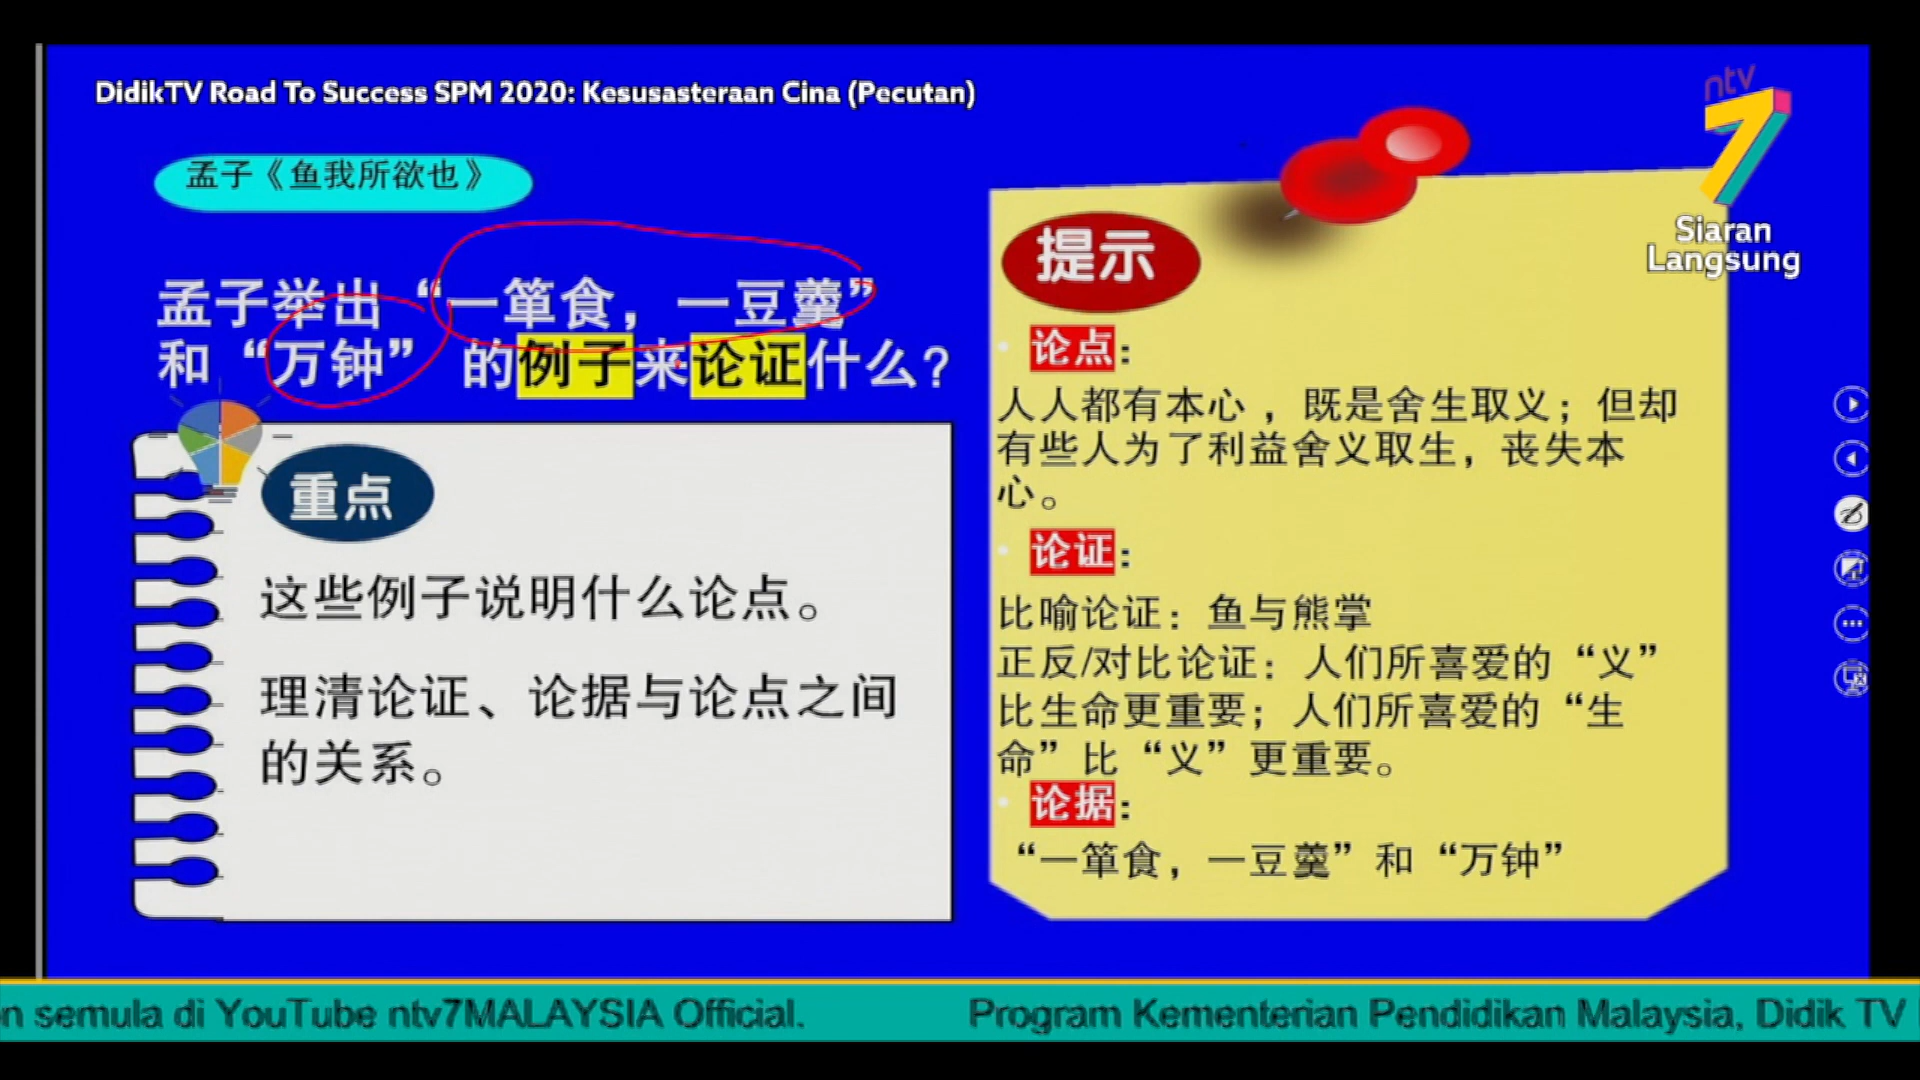 DidikTV Road To Success SPM 2020: Kesusasteraan Cina (Pecutan)
ntv
7
Siaran
Langsung
孟子《鱼我所欲也》
孟子举出“一箪食，一豆羹”
和“万钟” 的例子来论证什么？
重点
这些例子说明什么论点。
理清论证、论据与论点之间
的关系。
提示
论点：
人人都有本心，既是舍生取义；但却
有些人为了利益舍义取生，丧失本
心。
论证：
比喻论证：鱼与熊掌
正反/对比论证：人们所喜爱的“义”
比生命更重要；人们所喜爱的“生
命”比“义”更重要。
论据：
“一箪食，一豆羹”和“万钟”
n semula di YouTube ntv7MALAYSIA Official. Program Kementerian Pendidikan Malaysia, Didik TV